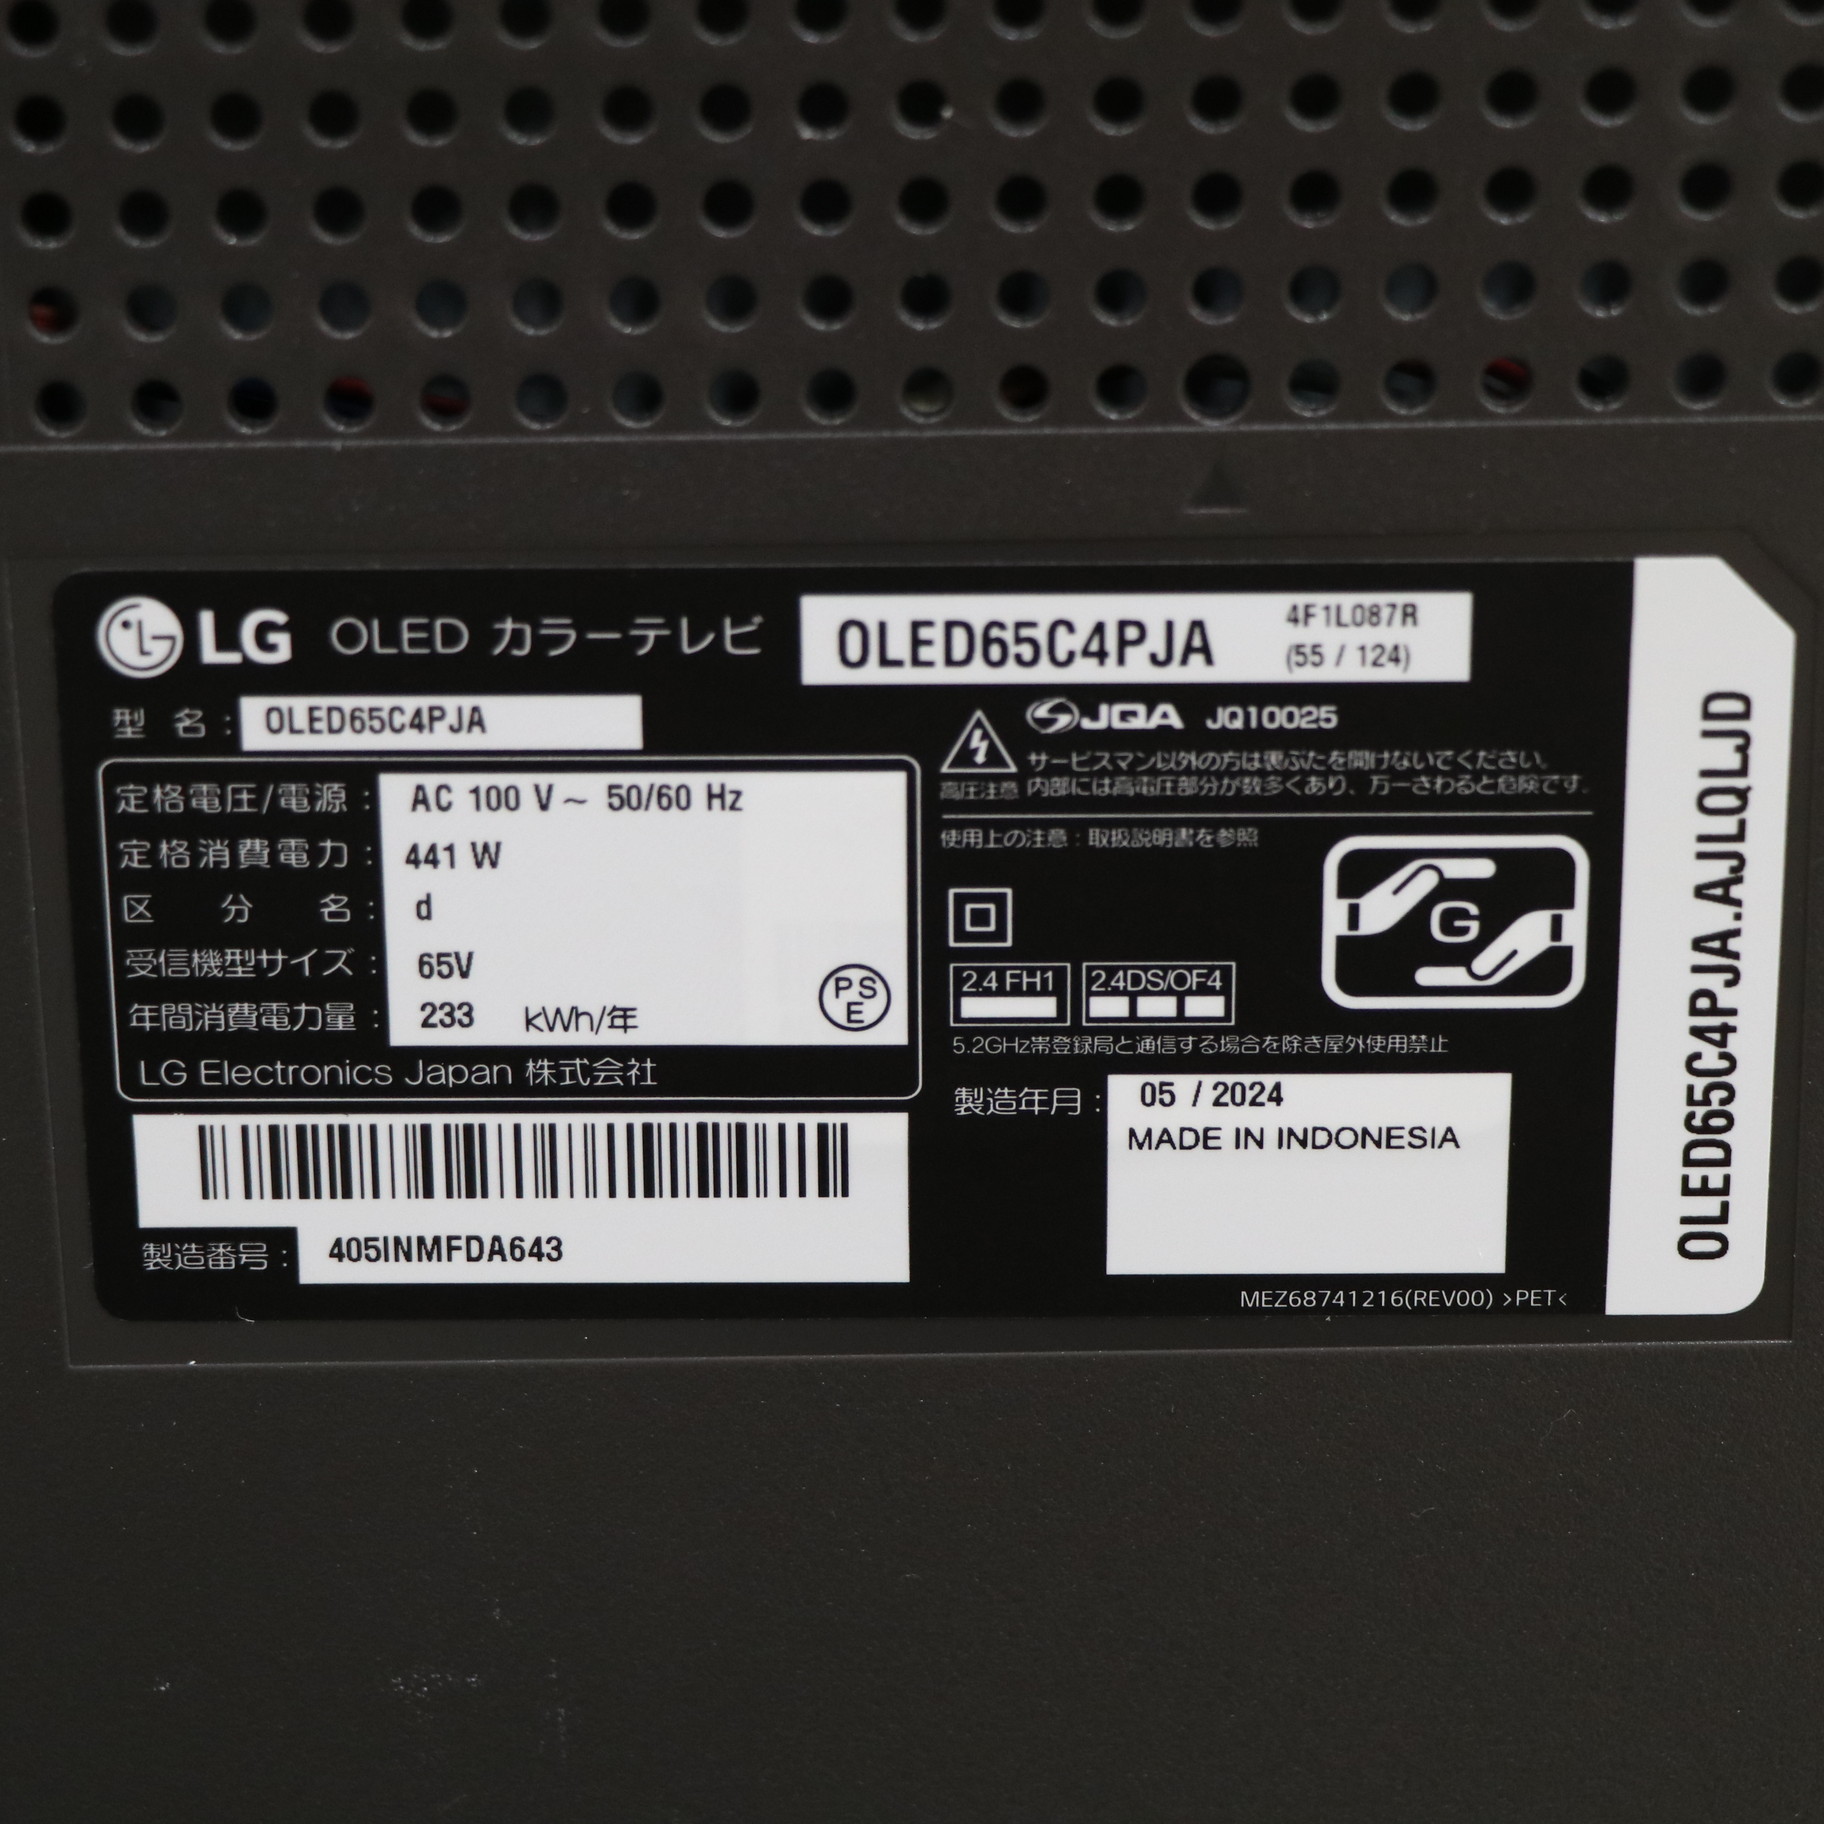 LG OLED カラーテレビ
OLED65C4PJA
4F1L087R
(55 / 124)
型 名 : OLED65C4PJA
定格電圧/電源 : AC 100 V ~ 50/60 Hz
定格消費電力 : 441 W
区 分 名 : d
受信機型サイズ : 65V
年間消費電力量 : 233 kWh/年
PS
E
LG Electronics Japan 株式会社
製造番号 : 405INMFDA643
JQA JQ10025
高圧注意
サービスマン以外の方は裏ぶたを開けないでください。
内部には高電圧部分が数多くあり、万一さわると危険です.
使用上の注意 : 取扱説明書を参照
G
2.4 FH1
2.4DS/OF4
5.2GHz帯登録局と通信する場合を除き屋外使用禁止
製造年月 : 05 / 2024
MADE IN INDONESIA
MEZ68741216(REV00) >PET<
OLED65C4PJA.AJLQLJD